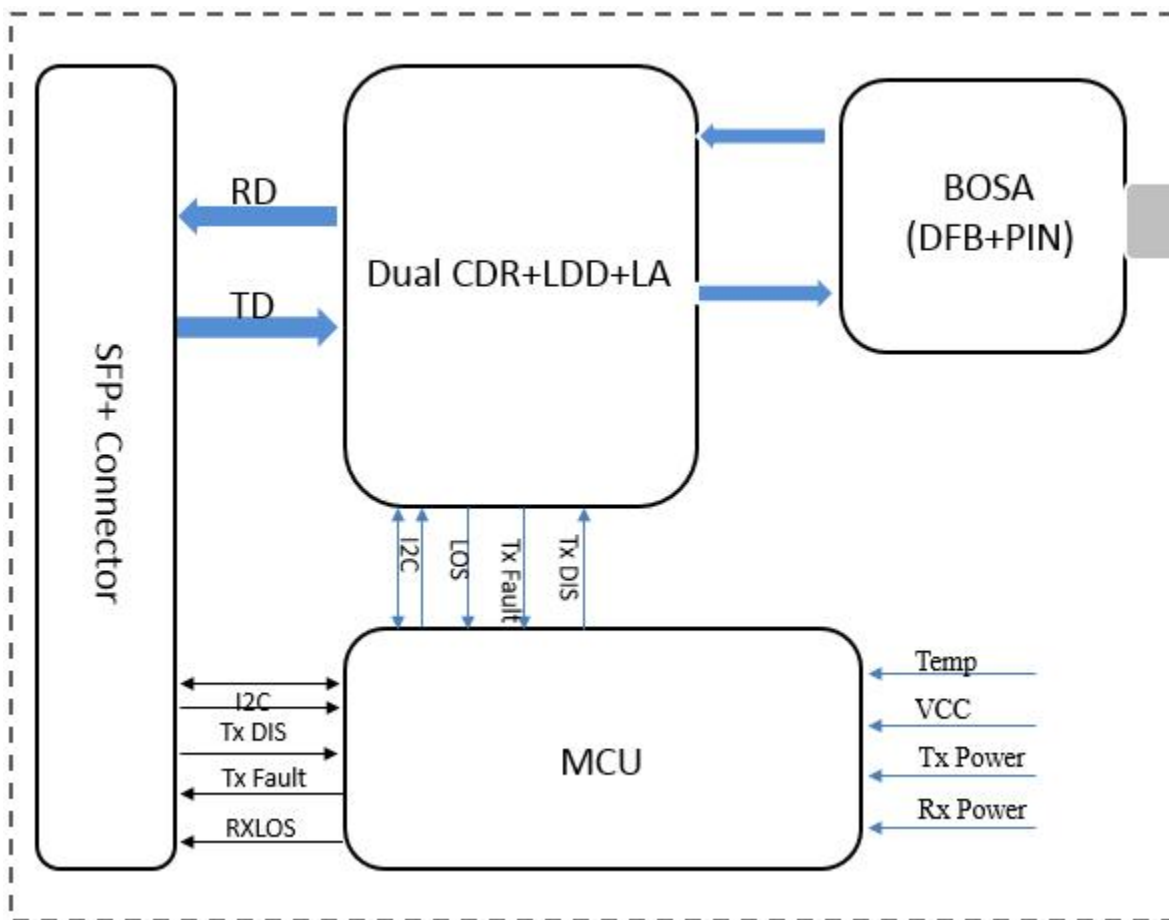 RD
TD
SFP+ Connector
Dual CDR+LDD+LA
BOSA
(DFB+PIN)
I2C
LOS
Tx Fault
Tx DIS
I2C
Tx DIS
Tx Fault
RXLOS
MCU
Temp
VCC
Tx Power
Rx Power